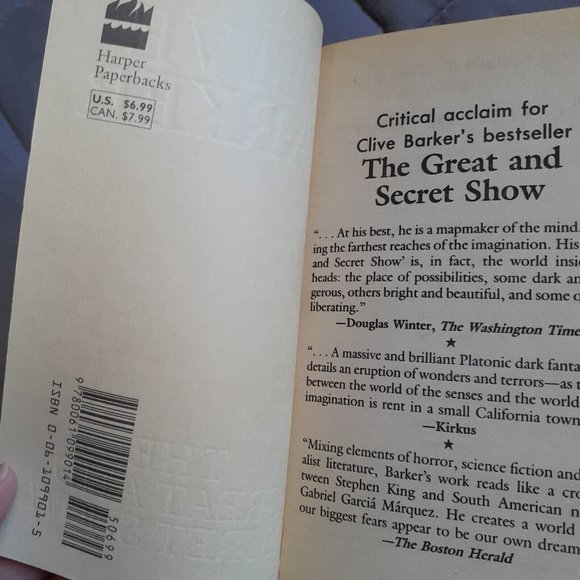 Harper
Paperbacks
U.S. $6.99
CAN. $7.99
9 780061 099014
50699
ISBN 0-06-109901-5
Critical acclaim for
Clive Barker's bestseller
The Great and
Secret Show
“. . . At his best, he is a mapmaker of the mind,
ing the farthest reaches of the imagination. His
and Secret Show’ is, in fact, the world insi
heads: the place of possibilities, some dark an
gerous, others bright and beautiful, and some o
liberating.”
—Douglas Winter, The Washington Time
★
“. . . A massive and brilliant Platonic dark fanta
details an eruption of wonders and terrors—as
between the world of the senses and the world
imagination is rent in a small California town
—Kirkus
★
“Mixing elements of horror, science fiction and
alist literature, Barker’s work reads like a cro
tween Stephen King and South American n
Gabriel Garciá Márquez. He creates a world
our biggest fears appear to be our own dream
—The Boston Herald